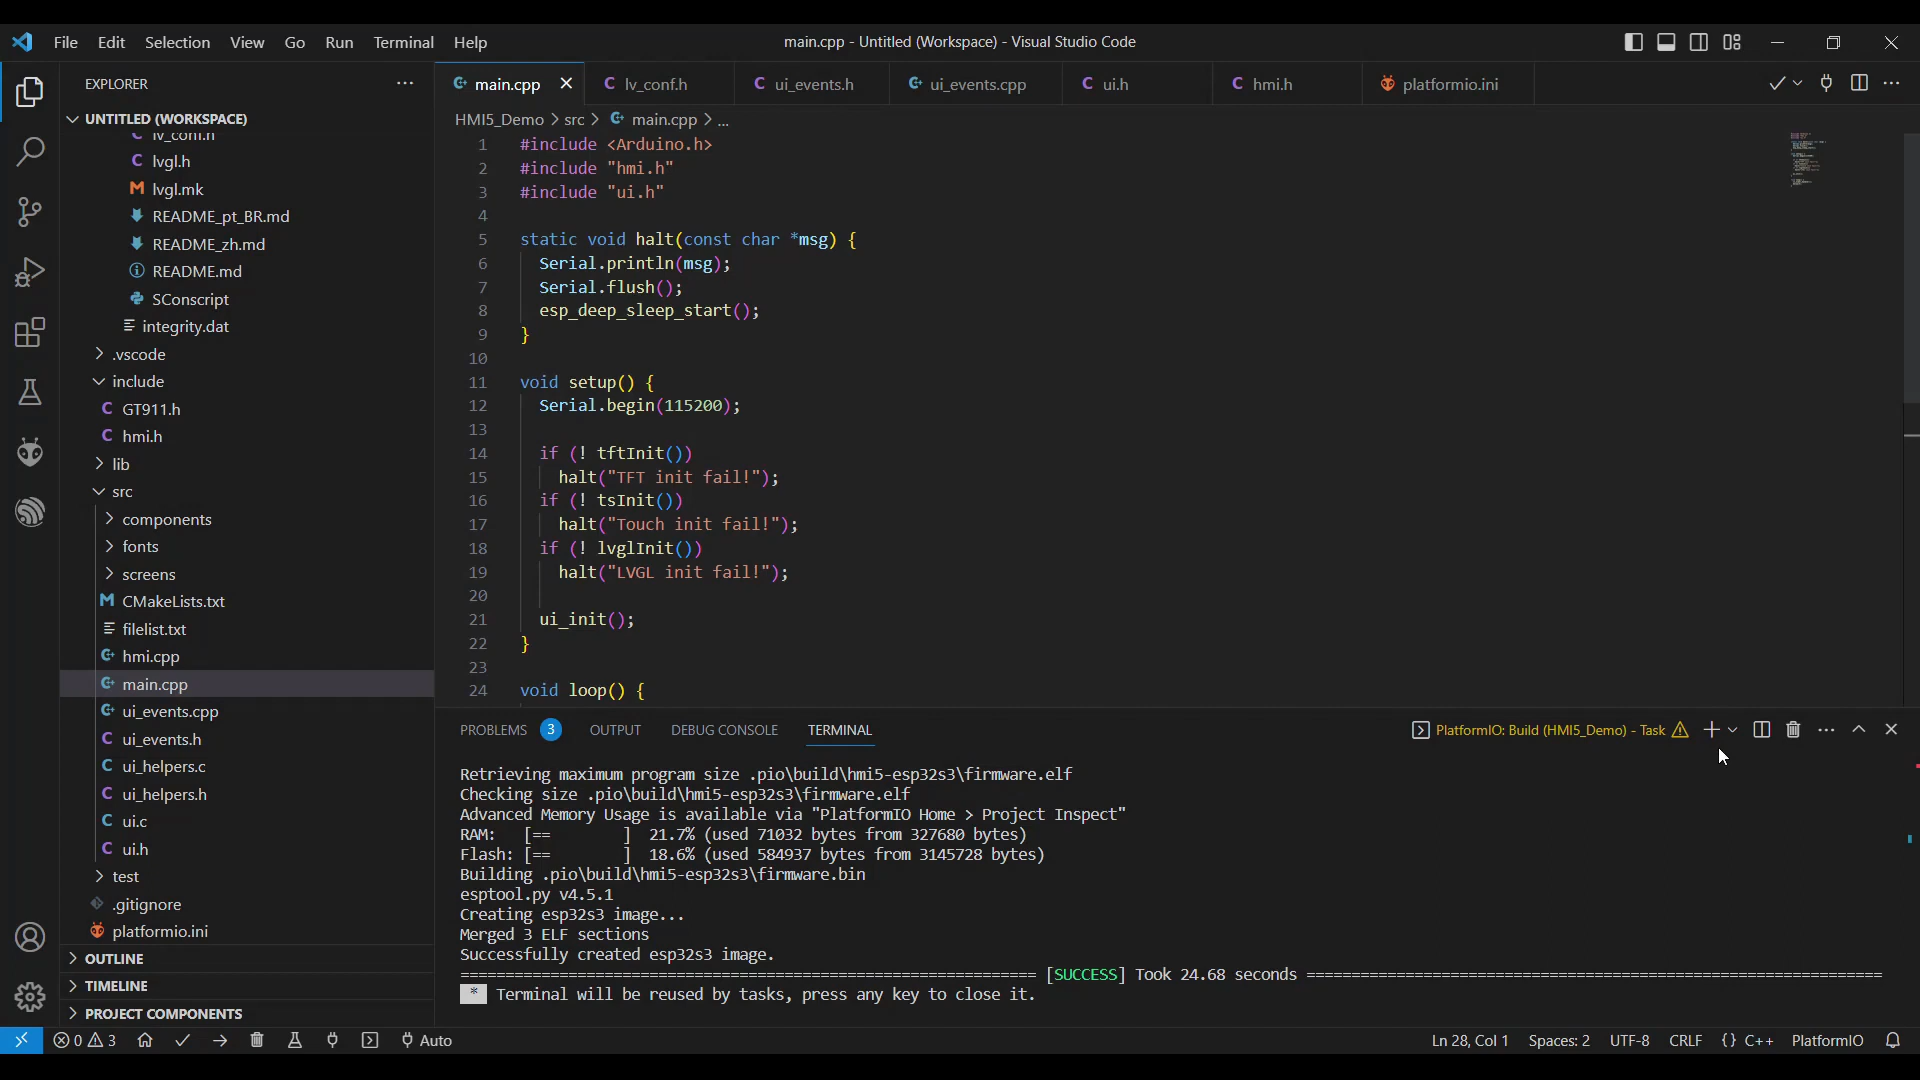 File Edit Selection View Go Run Terminal Help
main.cpp - Untitled (Workspace) - Visual Studio Code
EXPLORER
UNTITLED (WORKSPACE)
lv_conf.h
lvgl.h
lvgl.mk
README_pt_BR.md
README_zh.md
README.md
SConscript
integrity.dat
.vscode
include
GT911.h
hmi.h
lib
src
components
fonts
screens
CMakeLists.txt
filelist.txt
hmi.cpp
main.cpp
ui_events.cpp
ui_events.h
ui_helpers.c
ui_helpers.h
ui.c
ui.h
test
.gitignore
platformio.ini
OUTLINE
TIMELINE
PROJECT COMPONENTS
main.cpp lv_conf.h ui_events.h ui_events.cpp ui.h hmi.h platformio.ini
HMI5_Demo > src > main.cpp > ...
1 #include <Arduino.h>
2 #include "hmi.h"
3 #include "ui.h"
4
5 static void halt(const char *msg) {
6 Serial.println(msg);
7 Serial.flush();
8 esp_deep_sleep_start();
9 }
10
11 void setup() {
12 Serial.begin(115200);
13
14 if (! tftInit())
15 halt("TFT init fail!");
16 if (! tsInit())
17 halt("Touch init fail!");
18 if (! lvglInit())
19 halt("LVGL init fail!");
20
21 ui_init();
22 }
23
24 void loop() {
PROBLEMS 3 OUTPUT DEBUG CONSOLE TERMINAL
PlatformIO: Build (HMI5_Demo) - Task
Retrieving maximum program size .pio\build\hmi5-esp32s3\firmware.elf
Checking size .pio\build\hmi5-esp32s3\firmware.elf
Advanced Memory Usage is available via "PlatformIO Home > Project Inspect"
RAM: [== ] 21.7% (used 71032 bytes from 327680 bytes)
Flash: [== ] 18.6% (used 584937 bytes from 3145728 bytes)
Building .pio\build\hmi5-esp32s3\firmware.bin
esptool.py v4.5.1
Creating esp32s3 image...
Merged 3 ELF sections
Successfully created esp32s3 image.
================================================================ [SUCCESS] Took 24.68 seconds ================================================================
* Terminal will be reused by tasks, press any key to close it.
0 3 Auto
Ln 28, Col 1 Spaces: 2 UTF-8 CRLF {} C++ PlatformIO